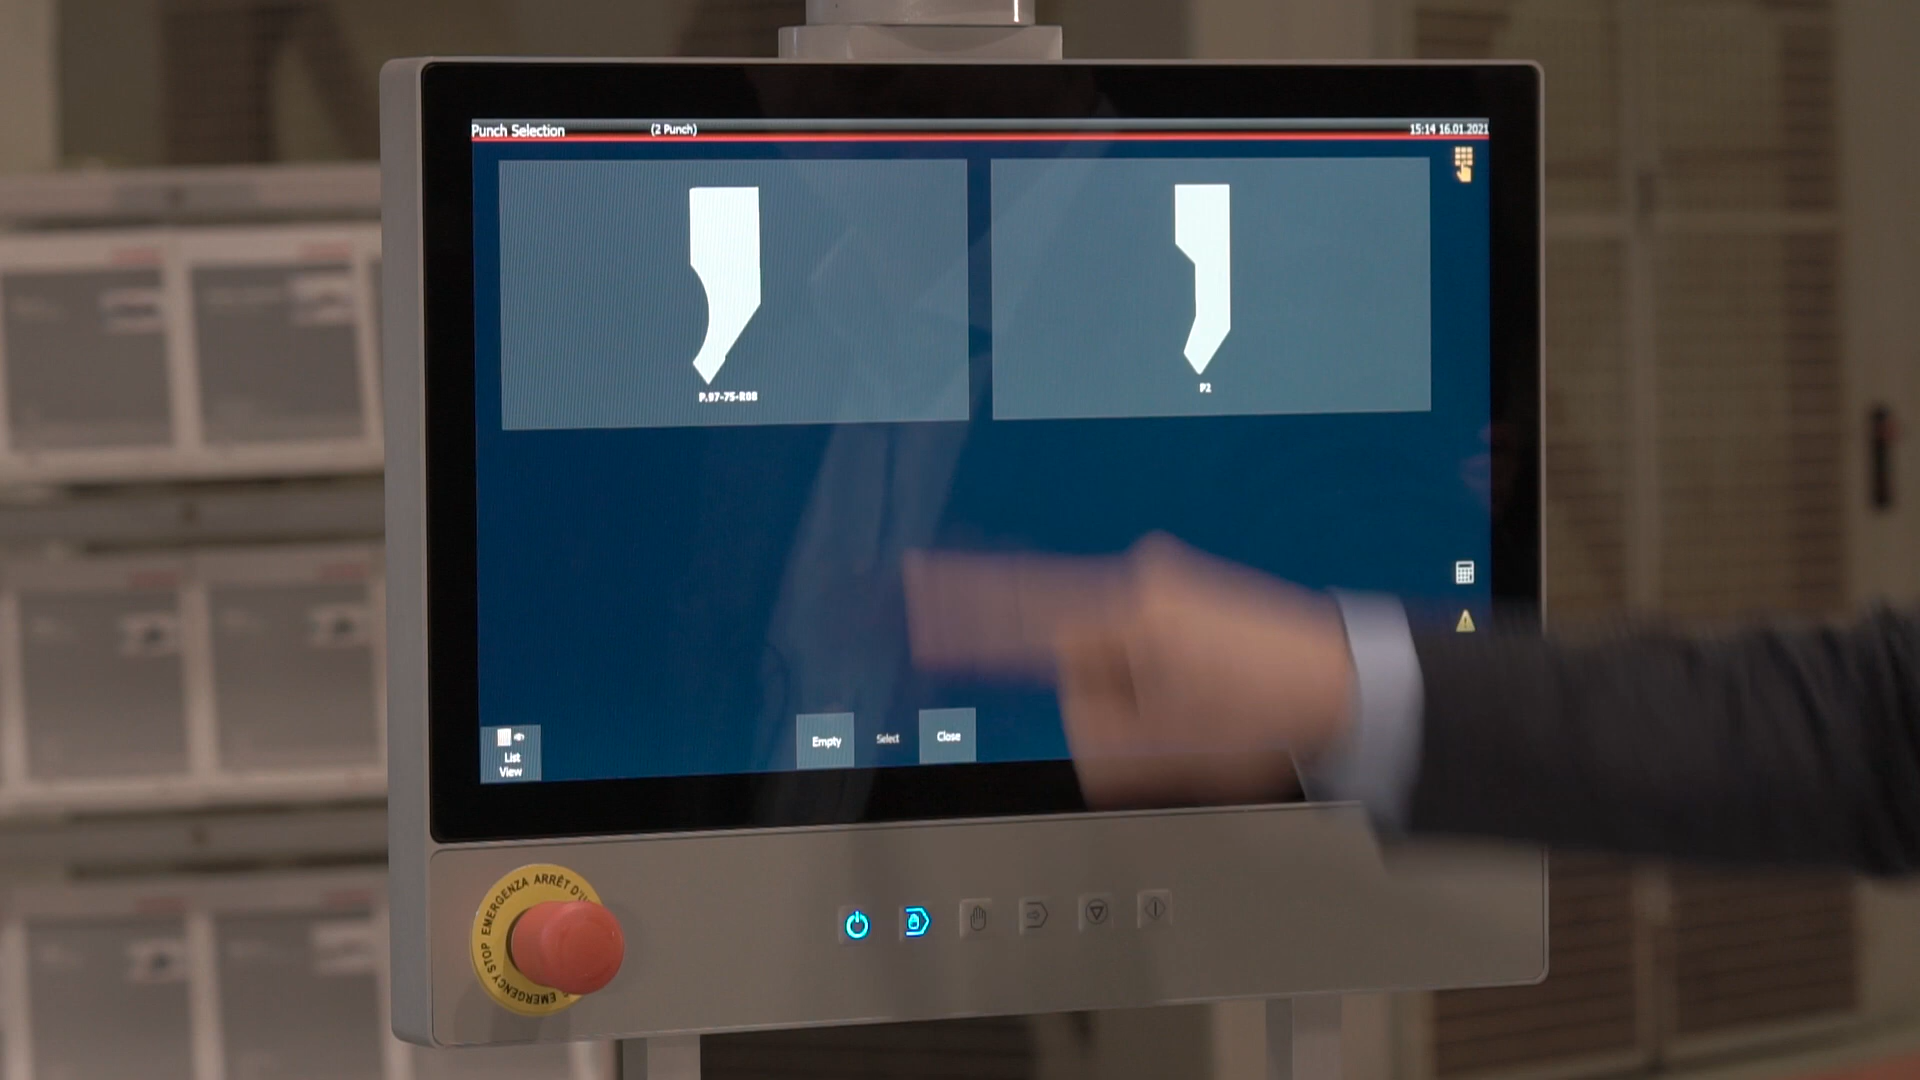 Punch Selection (2 Punch) 15:14 16.01.2021
P.97-75-R08 P2
List
View
Empty Select Close
EMERGENZA ARRÊT D'U
EMERGENCY STOP